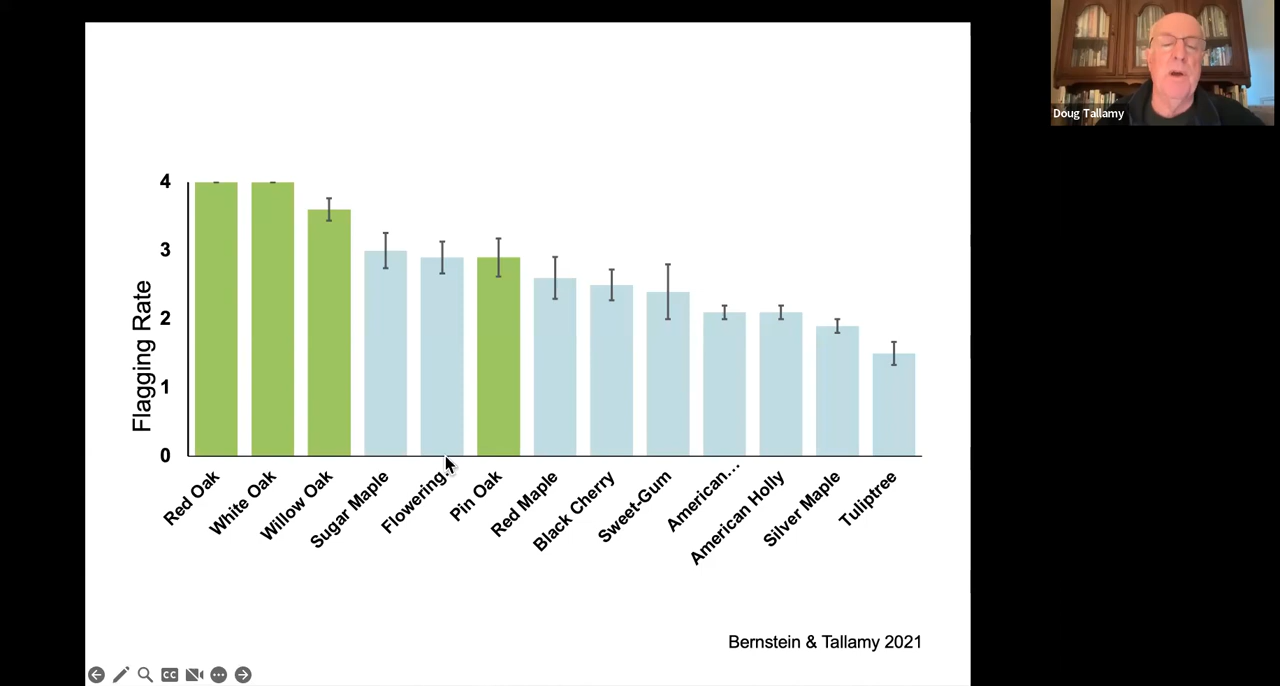 Doug Tallamy
4
3
2
1
0
Flagging Rate
Red Oak
White Oak
Willow Oak
Sugar Maple
Flowering…
Pin Oak
Red Maple
Black Cherry
Sweet-Gum
American…
American Holly
Silver Maple
Tuliptree
Bernstein & Tallamy 2021
CC